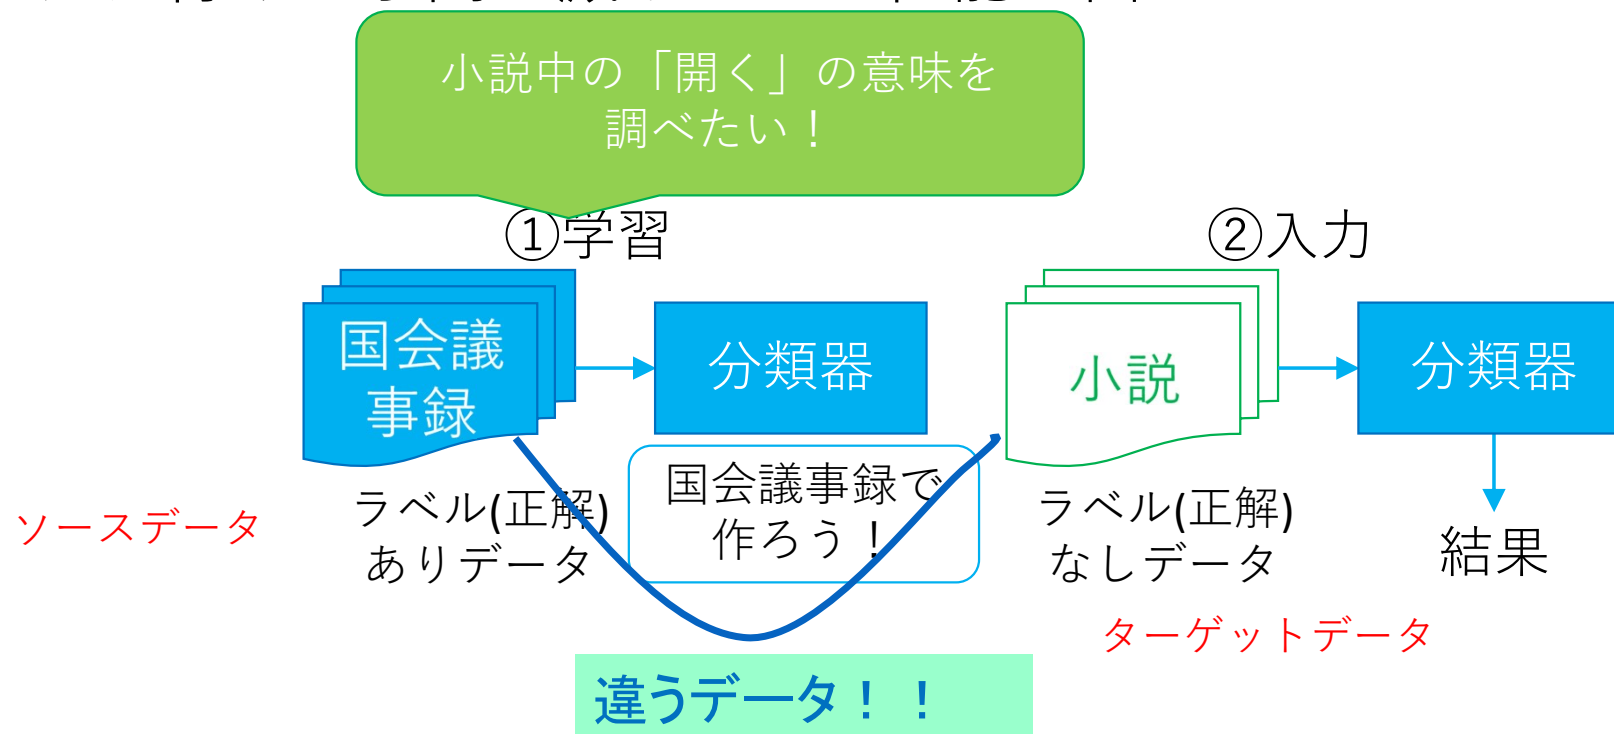 小説中の「開く」の意味を
調べたい！
①学習
②入力
国会議
事録
分類器
小説
分類器
国会議事録で
作ろう！
ラベル(正解)
ありデータ
ラベル(正解)
なしデータ
ソースデータ
結果
ターゲットデータ
違うデータ！！